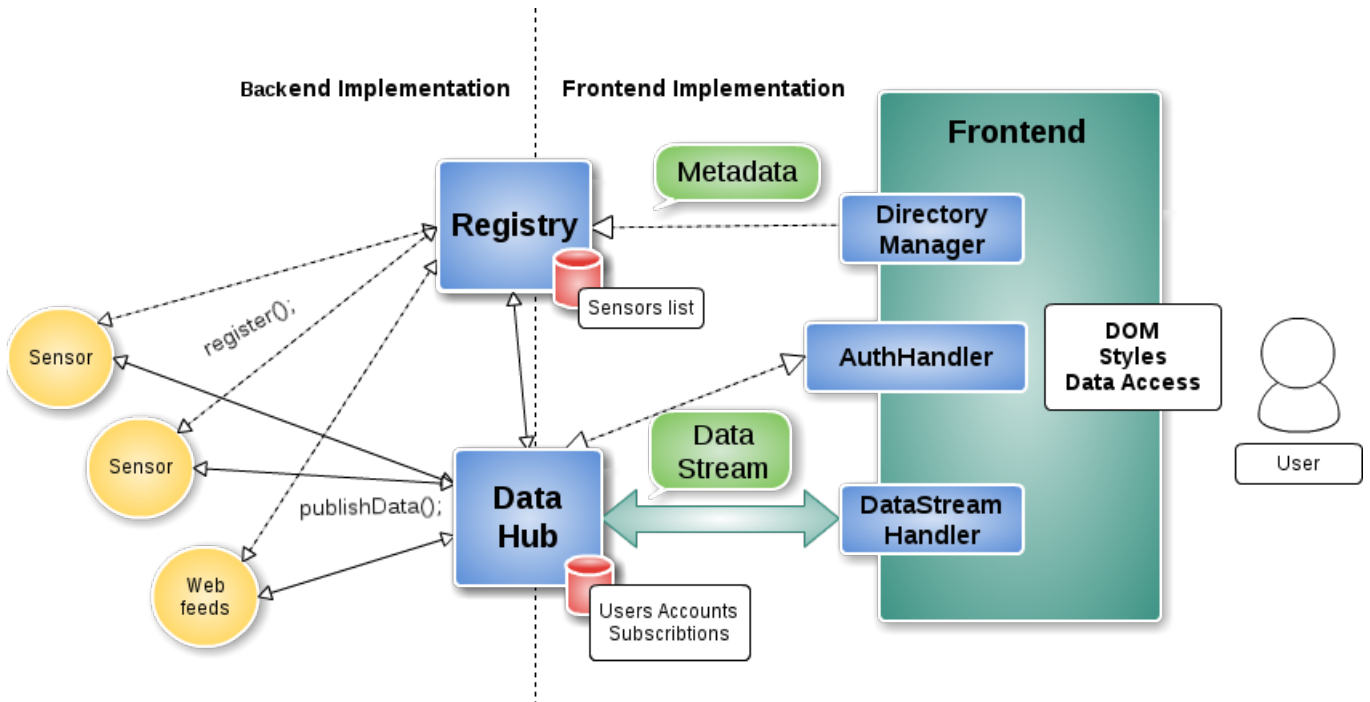 Backend Implementation
Frontend Implementation
Frontend
Metadata
Registry
Directory
Manager
Sensors list
register();
Sensor
AuthHandler
DOM
Styles
Data Access
Data
Stream
Sensor
User
publishData();
Data
Hub
DataStream
Handler
Web
feeds
Users Accounts
Subscribtions